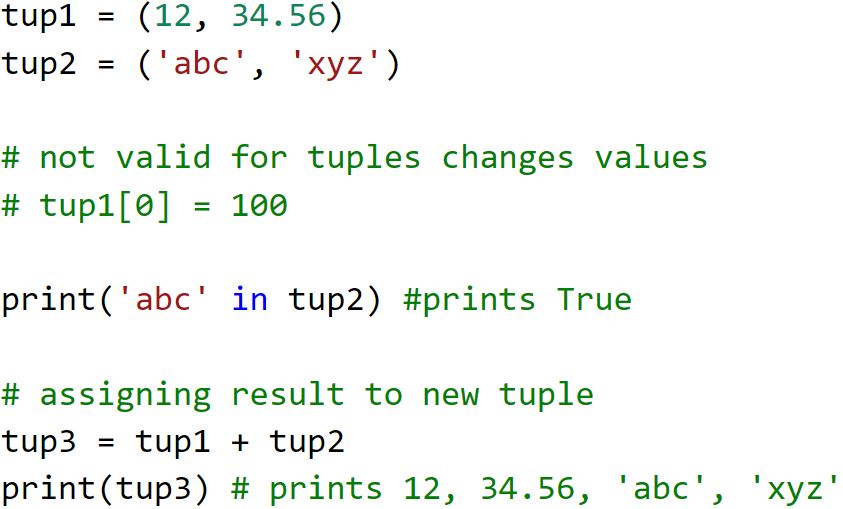 tup1 = (12, 34.56)
tup2 = ('abc', 'xyz')
# not valid for tuples changes values
# tup1[0] = 100
print('abc' in tup2) #prints True
# assigning result to new tuple
tup3 = tup1 + tup2
print(tup3) # prints 12, 34.56, 'abc', 'xyz'